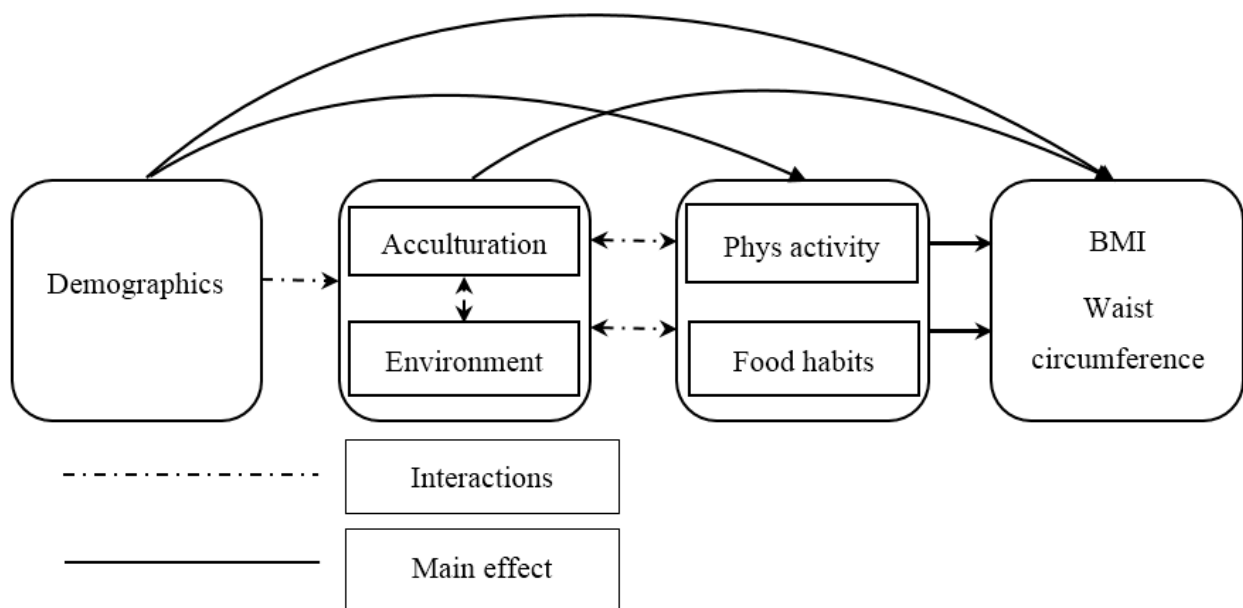 Demographics
Acculturation
Environment
Phys activity
Food habits
BMI
Waist
circumference
Interactions
Main effect